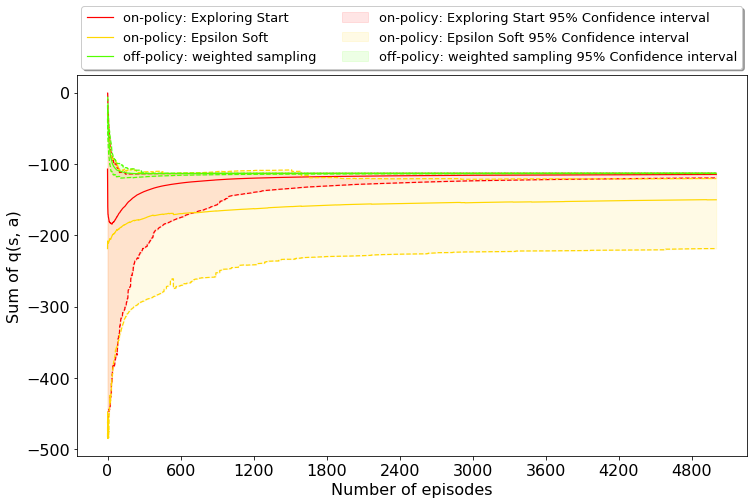 on-policy: Exploring Start
on-policy: Epsilon Soft
off-policy: weighted sampling
on-policy: Exploring Start 95% Confidence interval
on-policy: Epsilon Soft 95% Confidence interval
off-policy: weighted sampling 95% Confidence interval
Sum of q(s, a)
0
−100
−200
−300
−400
−500
0 600 1200 1800 2400 3000 3600 4200 4800
Number of episodes